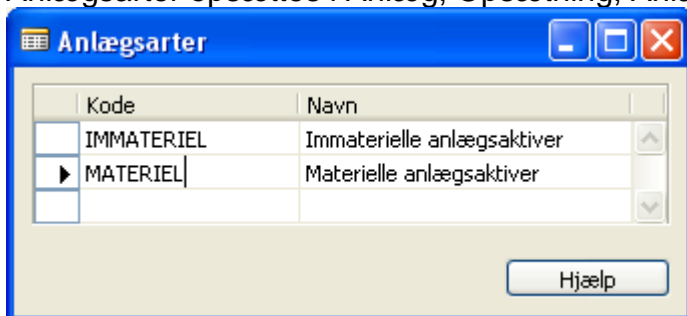 Anlægsarter
Kode Navn
IMMATERIEL Immaterielle anlægsaktiver
MATERIEL Materielle anlægsaktiver
Hjælp